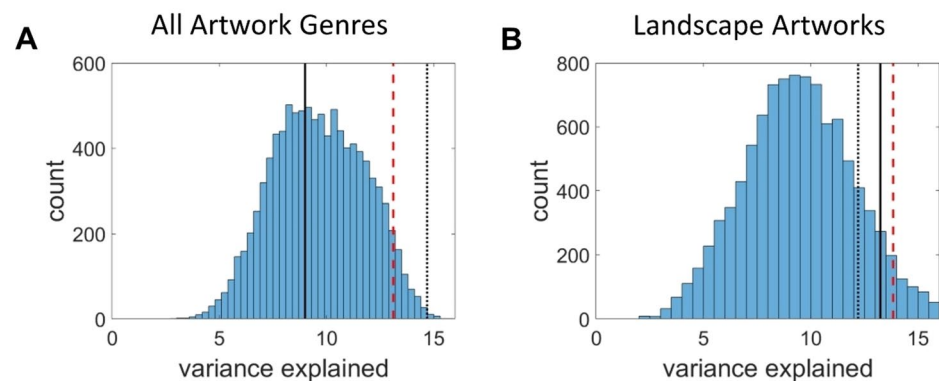 All Artwork Genres
Landscape Artworks
A
B
600
400
200
0
count
0
5
10
15
variance explained
800
600
400
200
0
count
0
5
10
15
variance explained